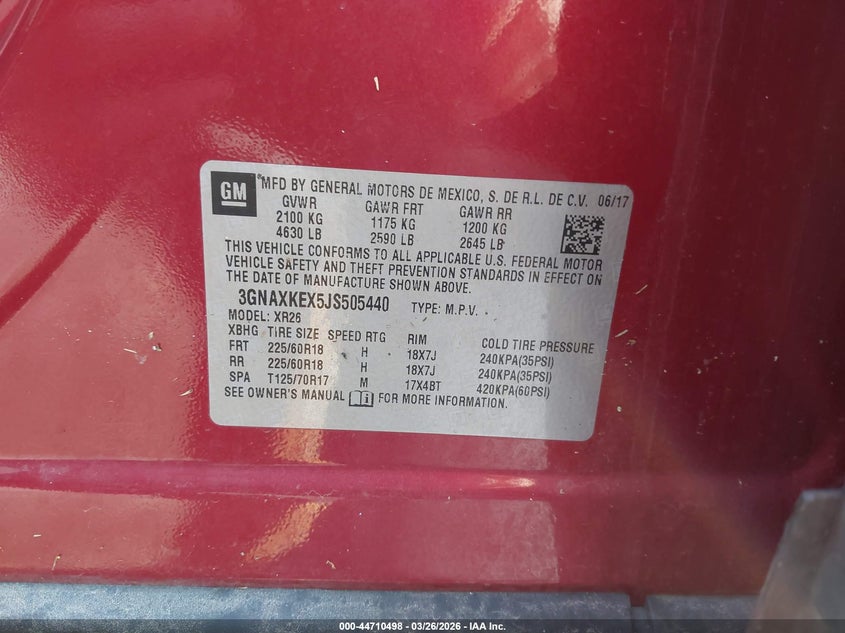 GM
®MFD BY GENERAL MOTORS DE MEXICO, S. DE R.L. DE C.V. 06/17
GVWR GAWR FRT GAWR RR
2100 KG 1175 KG 1200 KG
4630 LB 2590 LB 2645 LB
THIS VEHICLE CONFORMS TO ALL APPLICABLE U.S. FEDERAL MOTOR
VEHICLE SAFETY AND THEFT PREVENTION STANDARDS IN EFFECT ON
THE DATE OF MANUFACTURE SHOWN ABOVE.
3GNAXKEX5JS505440 TYPE: M.P.V.
MODEL: XR26
XBHG TIRE SIZE SPEED RTG RIM COLD TIRE PRESSURE
FRT 225/60R18 H 18X7J 240KPA(35PSI)
RR 225/60R18 H 18X7J 240KPA(35PSI)
SPA T125/70R17 M 17X4BT 420KPA(60PSI)
SEE OWNER'S MANUAL FOR MORE INFORMATION.
000-44710498 — 03/26/2026 — IAA Inc.